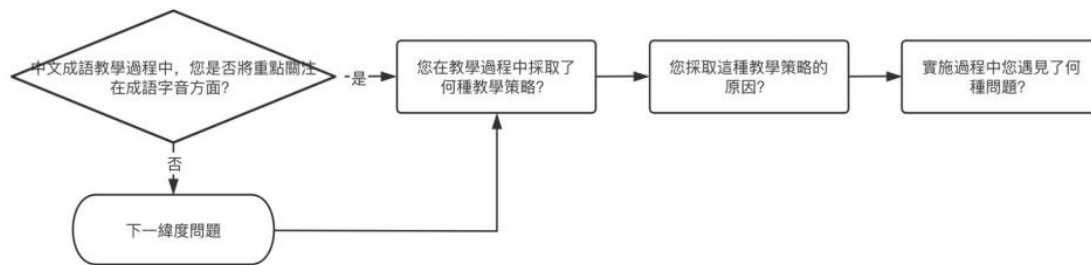 中文成語教學過程中，您是否將重點關注
在成語字音方面？
是
您在教學過程中採取了
何種教學策略？
您採取這種教學策略的
原因？
實施過程中您遇見了何
種問題？
否
下一緯度問題